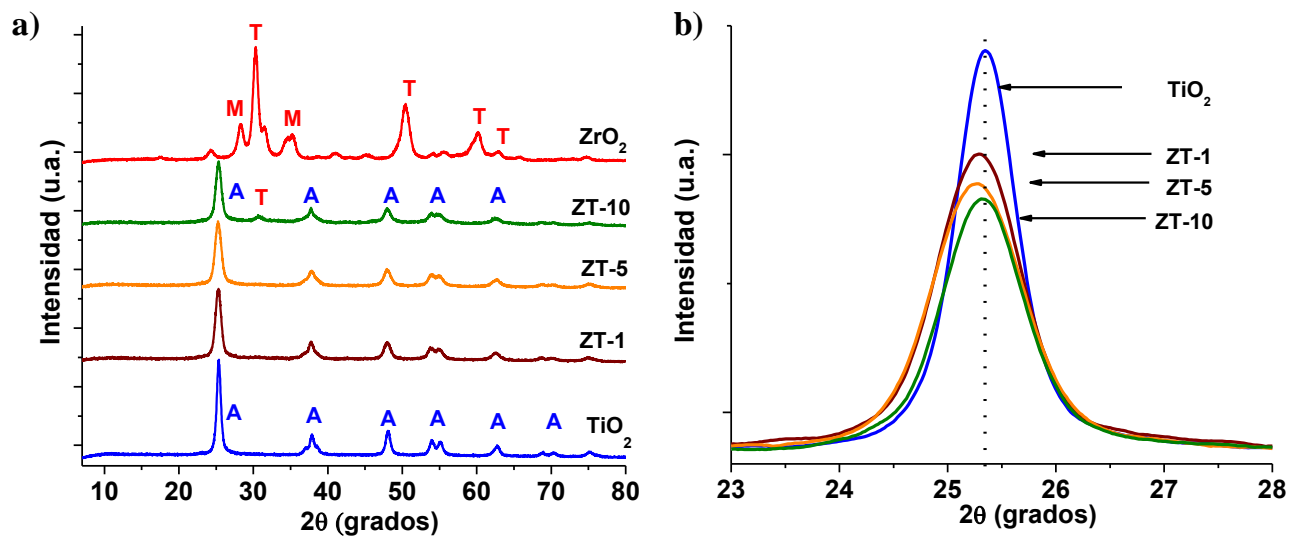 a)
Intensidad (u.a.)
T
M
M
T
T
T
ZrO2
A
T
A
A
A
A
ZT-10
ZT-5
ZT-1
A
A
A
A
A
A
TiO2
10 20 30 40 50 60 70 80
2θ (grados)
b)
Intensidad (u.a.)
TiO2
ZT-1
ZT-5
ZT-10
23 24 25 26 27 28
2θ (grados)